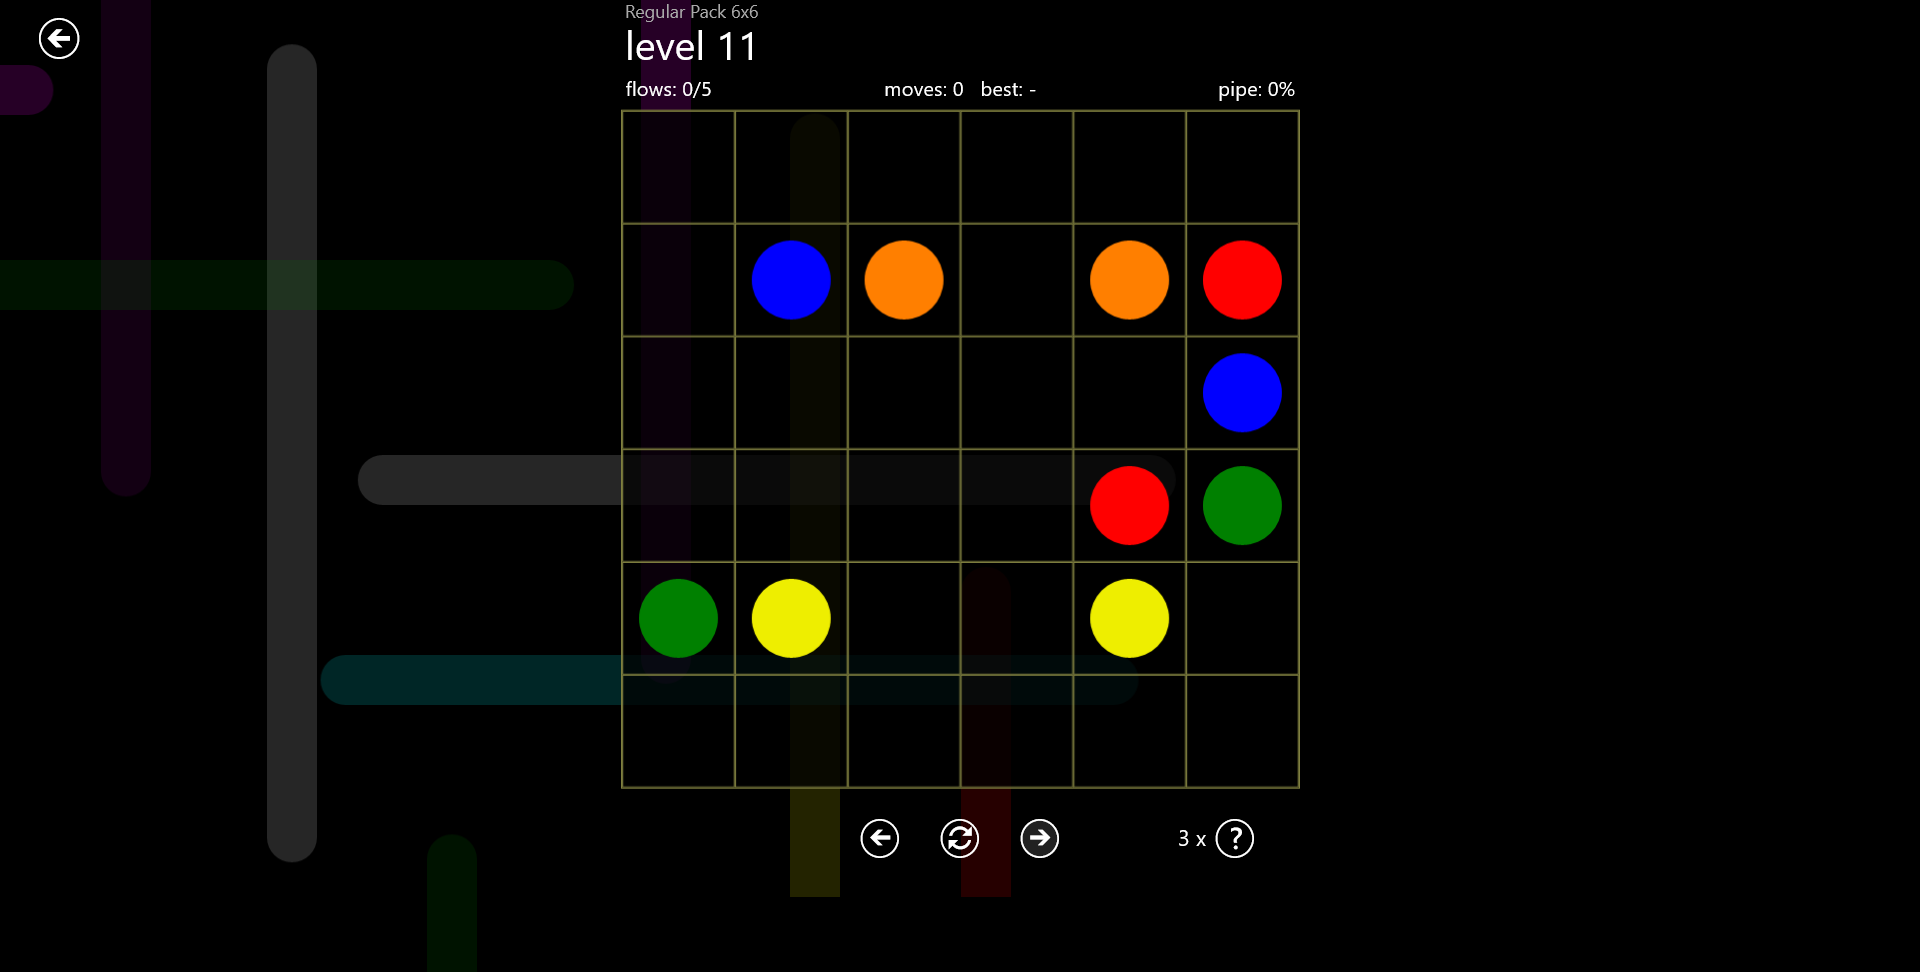 Regular Pack 6x6
level 11
flows: 0/5 moves: 0 best: - pipe: 0%
3 x ?